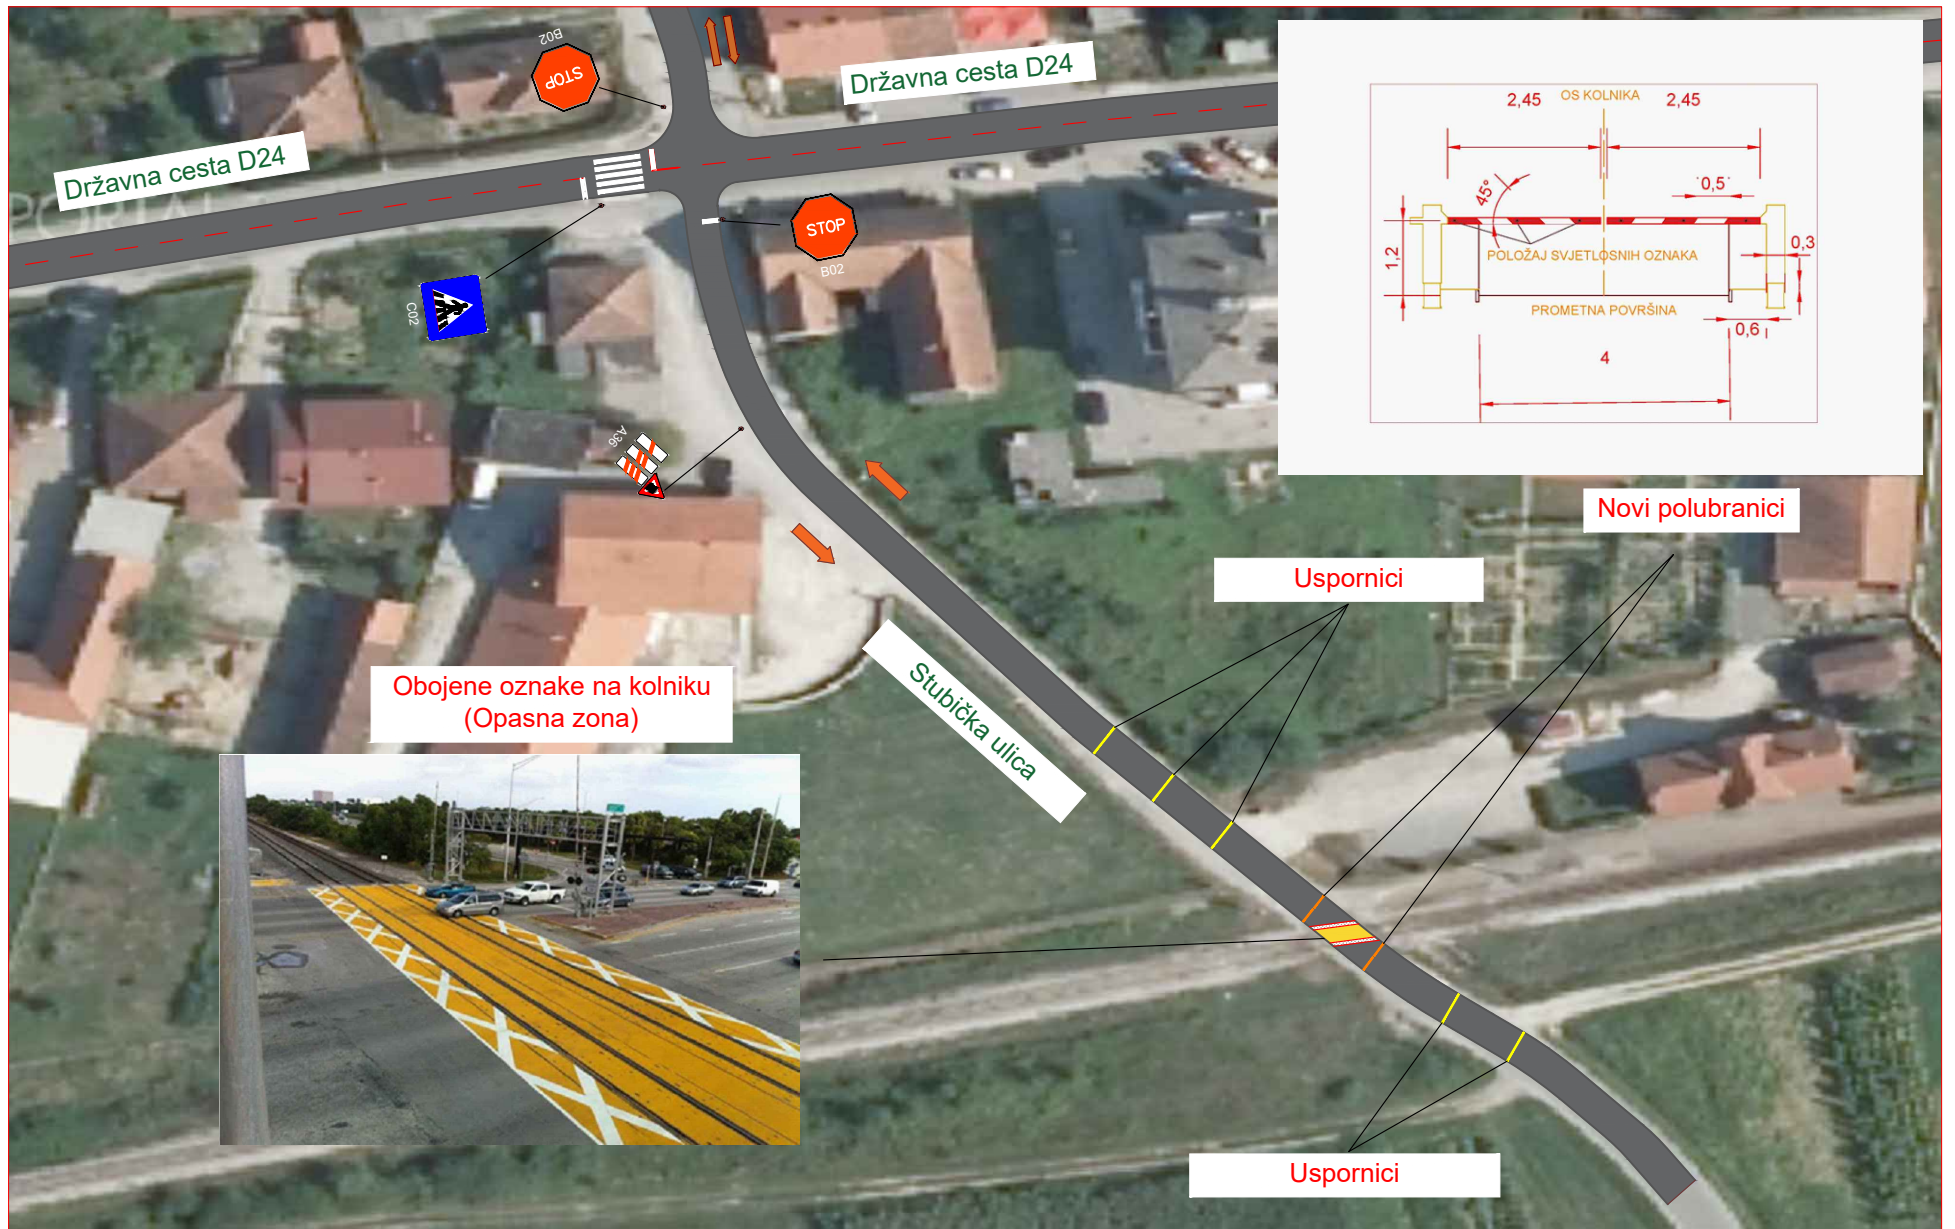 B02
STOP
Državna cesta D24
Državna cesta D24
PORTAL
STOP
B02
C02
A36
2,45
OS KOLNIKA
2,45
45°
0,5
1,2
0,3
POLOŽAJ SVJETLOSNIH OZNAKA
PROMETNA POVRŠINA
0,6
4
Novi polubranici
Uspornici
Stubička ulica
Obojene oznake na kolniku
(Opasna zona)
Uspornici